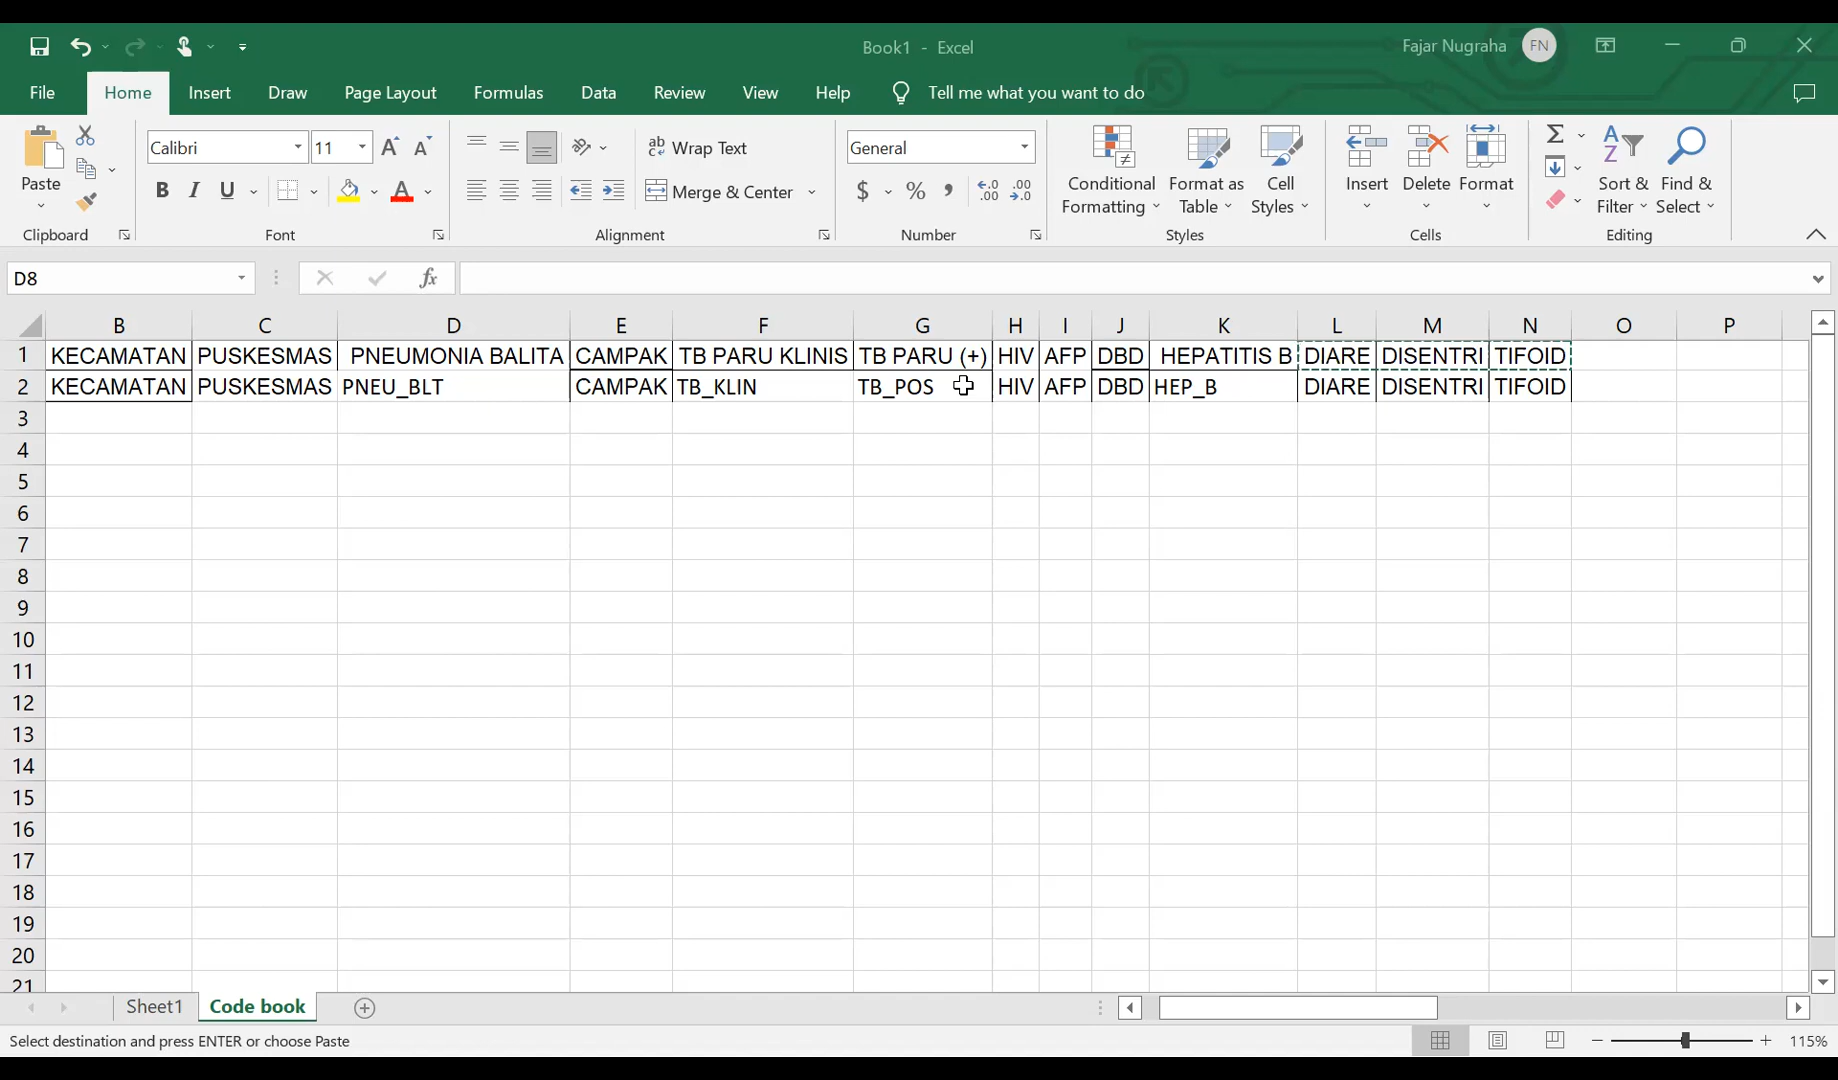 Book1 - Excel
Fajar Nugraha FN
File Home Insert Draw Page Layout Formulas Data Review View Help Tell me what you want to do
Paste
Clipboard
Calibri 11
B I U A
Font
ab Wrap Text
Merge & Center
Alignment
General
$ % , .00 .00
Number
Conditional Formatting
Format as Table
Cell Styles
Styles
Insert Delete Format
Cells
Sort & Filter
Find & Select
Editing
D8 fx
B C D E F G H I J K L M N O P
1 KECAMATAN PUSKESMAS PNEUMONIA BALITA CAMPAK TB PARU KLINIS TB PARU (+) HIV AFP DBD HEPATITIS B DIARE DISENTRI TIFOID
2 KECAMATAN PUSKESMAS PNEU_BLT CAMPAK TB_KLIN TB_POS HIV AFP DBD HEP_B DIARE DISENTRI TIFOID
3
4
5
6
7
8
9
10
11
12
13
14
15
16
17
18
19
20
21
Sheet1 Code book
Select destination and press ENTER or choose Paste
115%